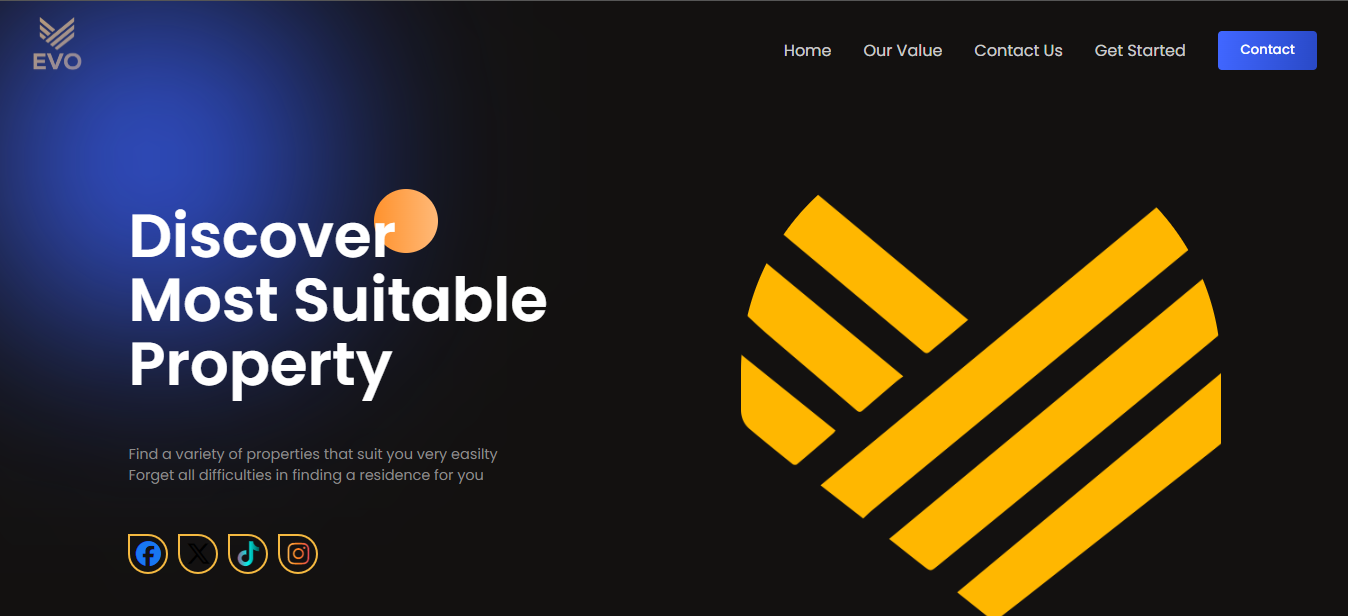 EVO
Home
Our Value
Contact Us
Get Started
Contact
Discover
Most Suitable
Property
Find a variety of properties that suit you very easilty
Forget all difficulties in finding a residence for you